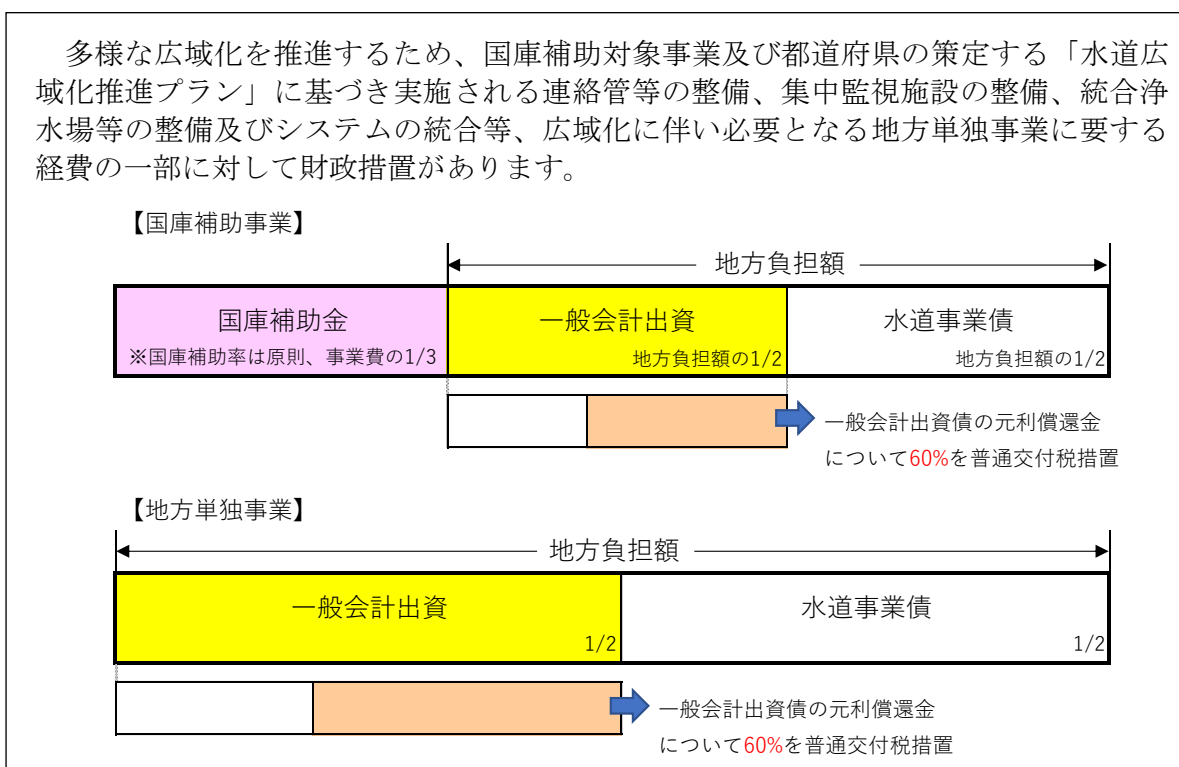 多様な広域化を推進するため、国庫補助対象事業及び都道府県の策定する「水道広
域化推進プラン」に基づき実施される連絡管等の整備、集中監視施設の整備、統合浄
水場等の整備及びシステムの統合等、広域化に伴い必要となる地方単独事業に要する
経費の一部に対して財政措置があります。
【国庫補助事業】
地方負担額
国庫補助金
※国庫補助率は原則、事業費の1/3
一般会計出資
地方負担額の1/2
水道事業債
地方負担額の1/2
一般会計出資債の元利償還金
について60%を普通交付税措置
【地方単独事業】
地方負担額
一般会計出資
1/2
水道事業債
1/2
一般会計出資債の元利償還金
について60%を普通交付税措置